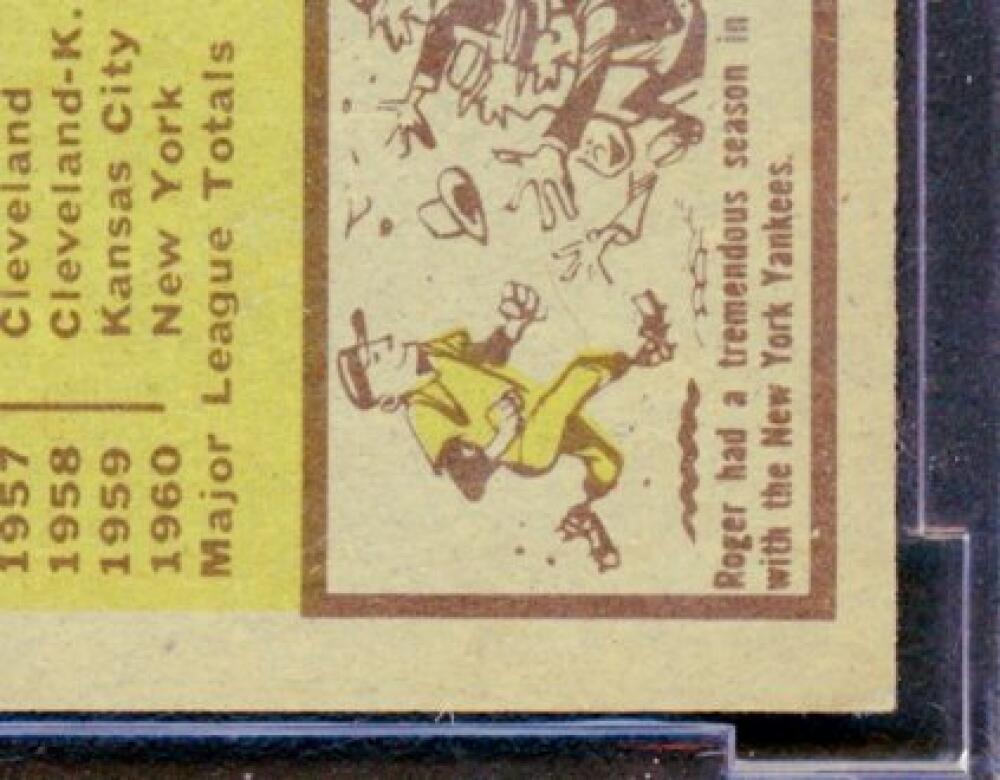 1957 Cleveland
1958 Cleveland-K.
1959 Kansas City
1960 New York
Major League Totals
Roger had a tremendous season in
with the New York Yankees.